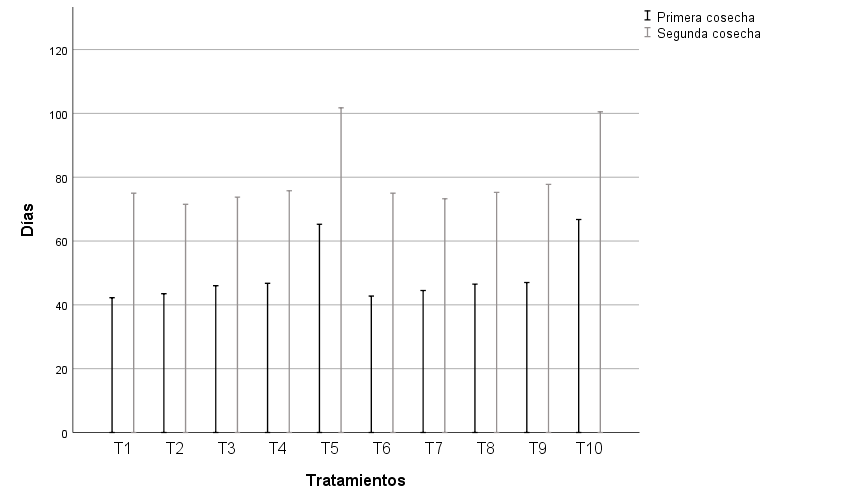 Primera cosecha
Segunda cosecha
120
100
80
60
40
20
0
Días
T1 T2 T3 T4 T5 T6 T7 T8 T9 T10
Tratamientos